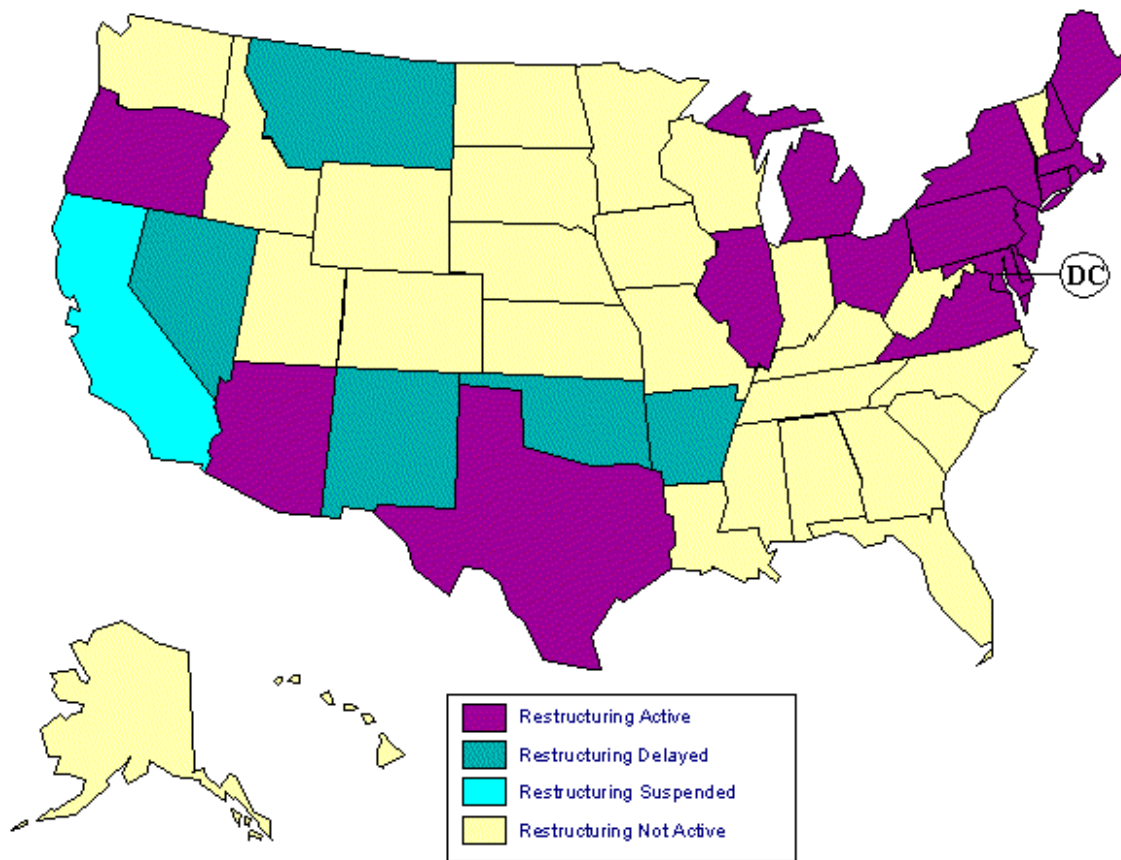 DC
Restructuring Active
Restructuring Delayed
Restructuring Suspended
Restructuring Not Active